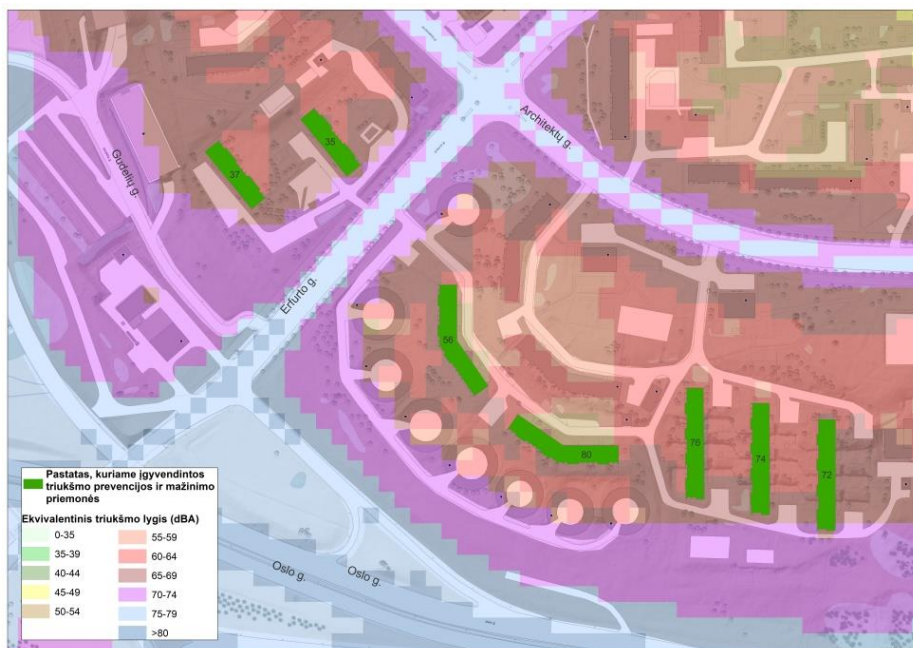 Architektų g.
35
37
Gudelių g.
Erfurto g.
56
80
76
74
72
Pastatas, kuriame įgyvendintos
triukšmo prevencijos ir mažinimo
priemonės
Ekvivalentinis triukšmo lygis (dBA)
0-35
35-39
40-44
45-49
50-54
55-59
60-64
65-69
70-74
75-79
>80
Oslo g.
Oslo g.